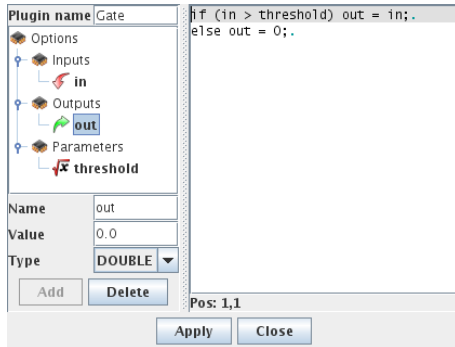 Plugin name Gate
Options
Inputs
in
Outputs
out
Parameters
threshold
Name out
Value 0.0
Type DOUBLE
Add Delete
if (in > threshold) out = in;.
else out = 0;.
Pos: 1,1
Apply Close